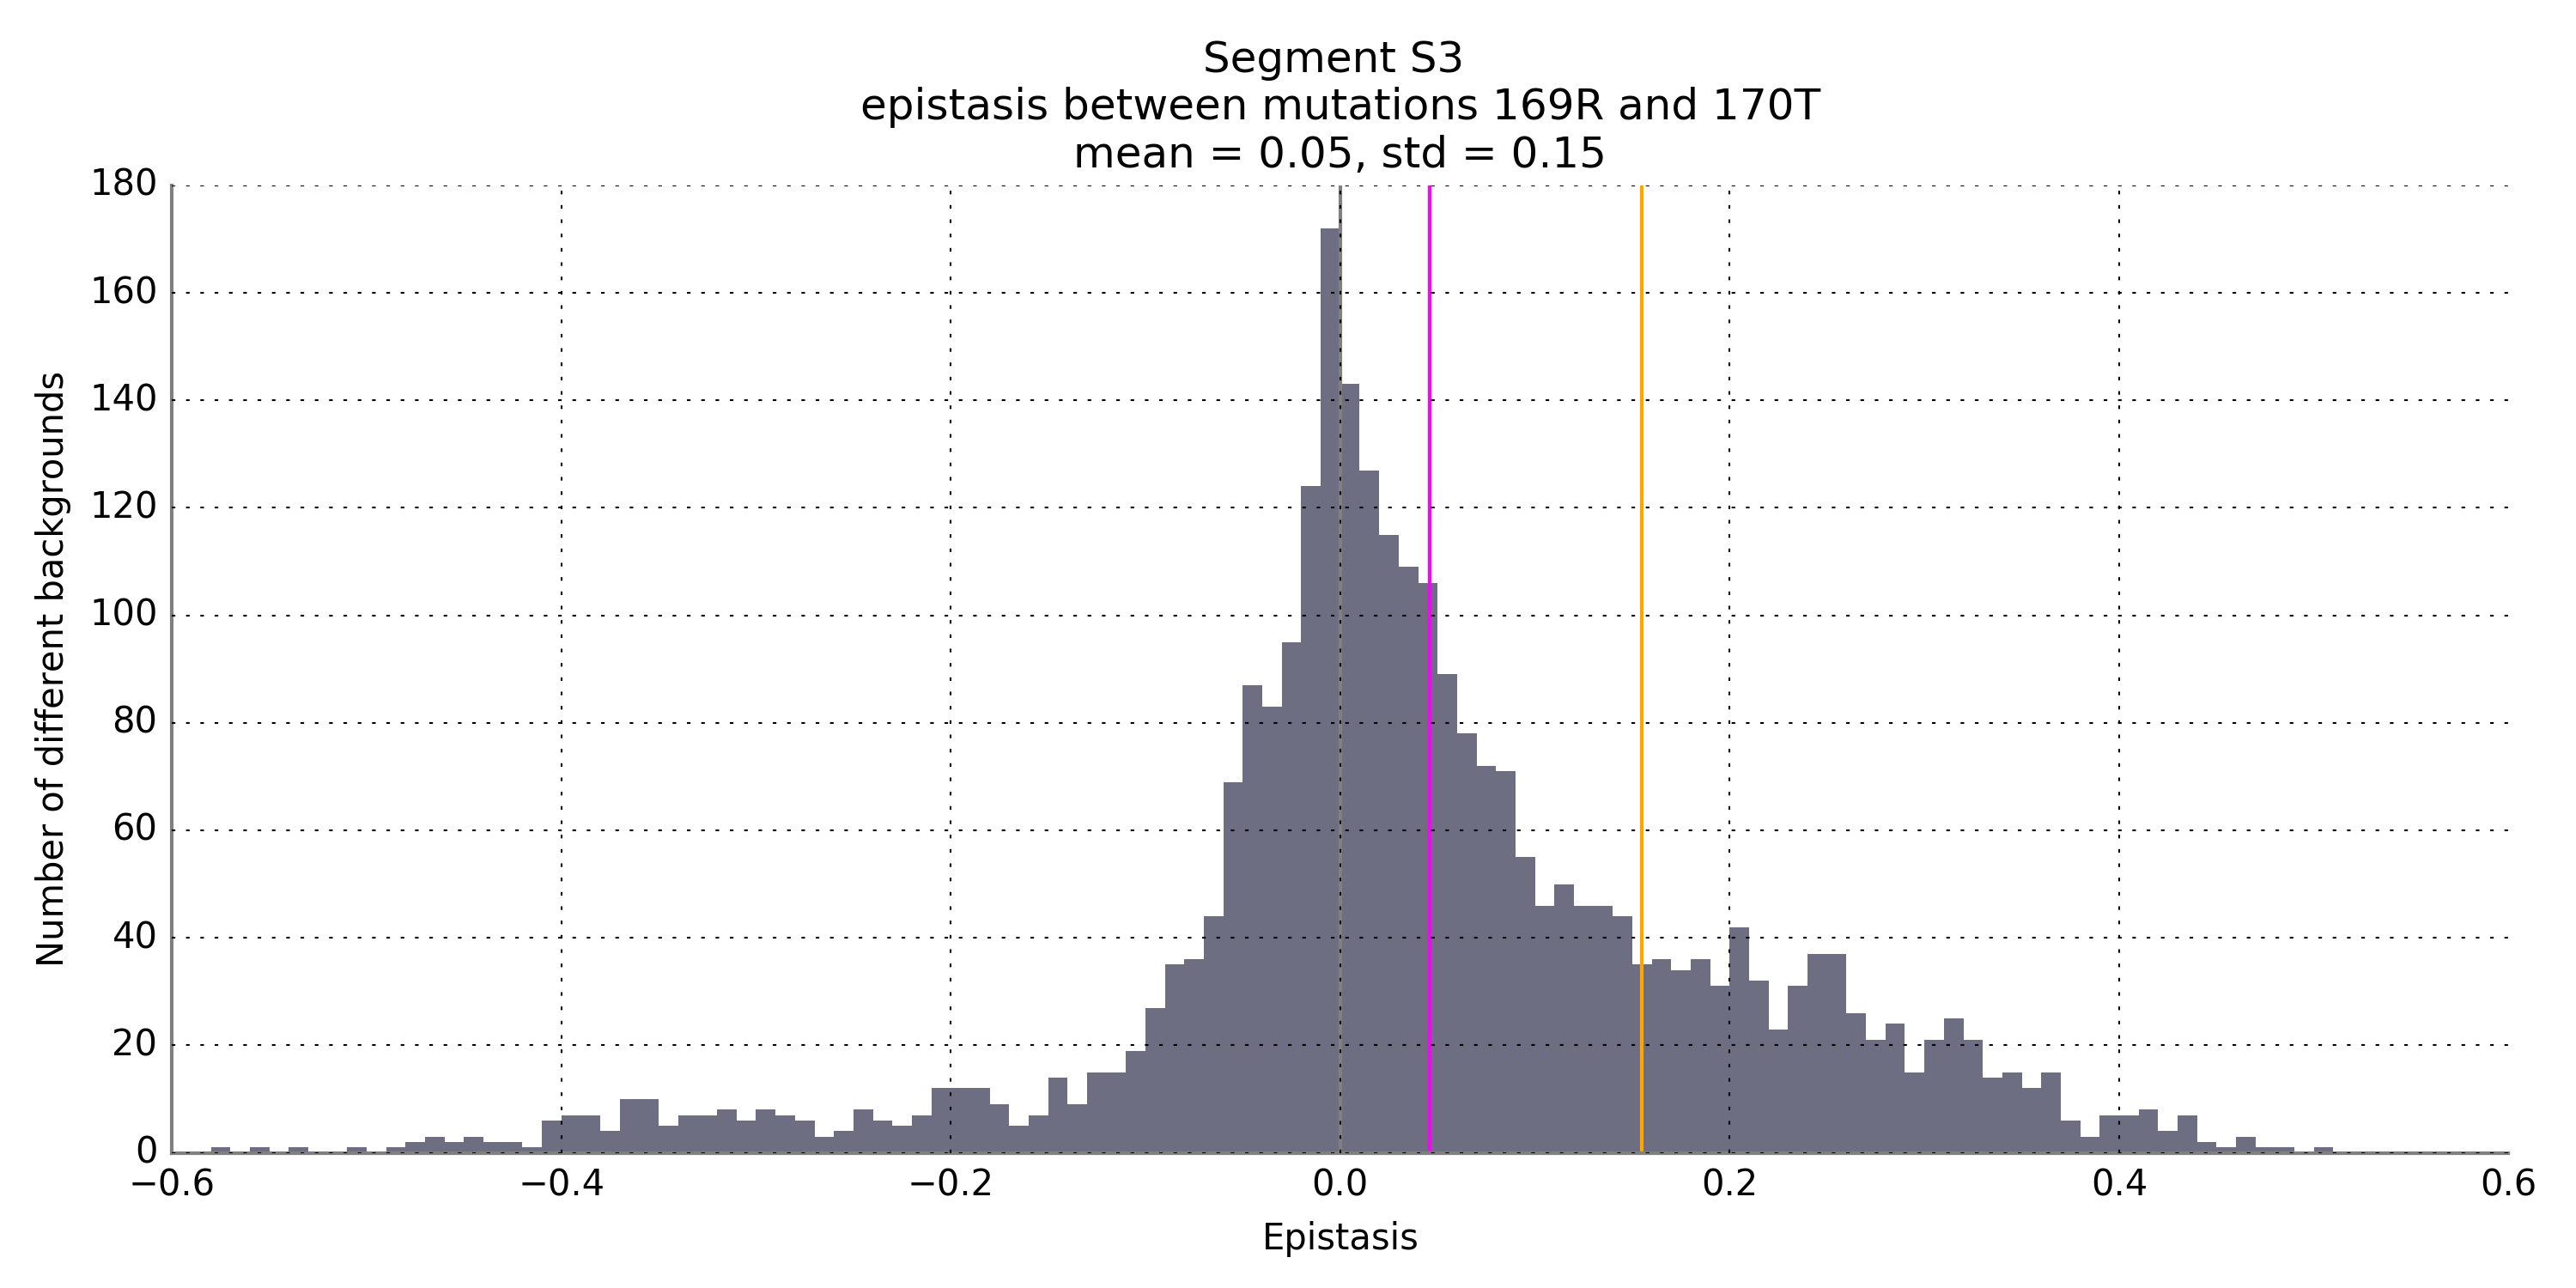 Segment S3
epistasis between mutations 169R and 170T
mean = 0.05, std = 0.15
180
160
140
120
100
80
60
40
20
0
Number of different backgrounds
−0.6 −0.4 −0.2 0.0 0.2 0.4 0.6
Epistasis